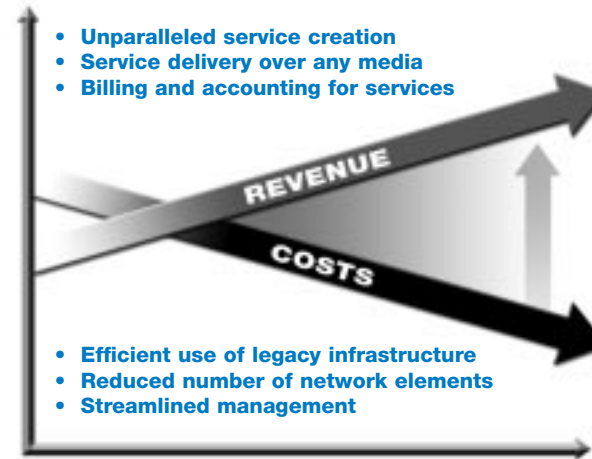 • Unparalleled service creation
• Service delivery over any media
• Billing and accounting for services
REVENUE
COSTS
• Efficient use of legacy infrastructure
• Reduced number of network elements
• Streamlined management